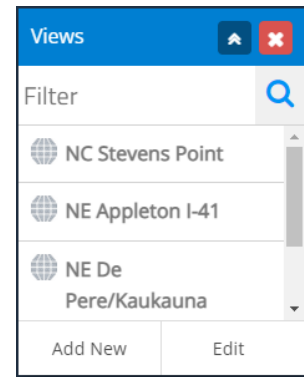 Views
Filter
NC Stevens Point
NE Appleton I-41
NE De
Pere/Kaukauna
Add New Edit